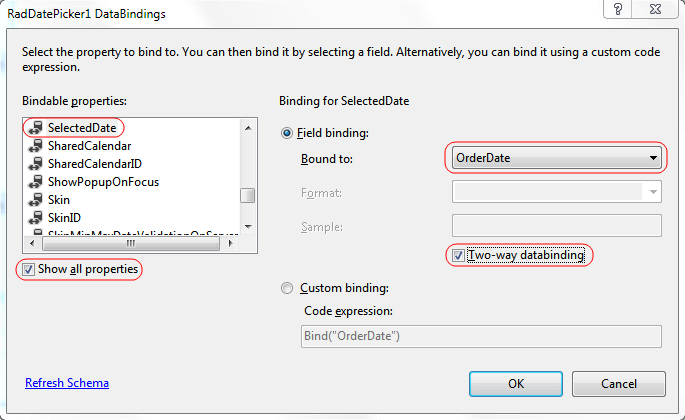 RadDatePicker1 DataBindings
Select the property to bind to. You can then bind it by selecting a field. Alternatively, you can bind it using a custom code
expression.
Bindable properties:
SelectedDate
SharedCalendar
SharedCalendarID
ShowPopupOnFocus
Skin
SkinID
SkipMinMaxDateValidationOnServer
Show all properties
Binding for SelectedDate
Field binding:
Bound to:
OrderDate
Format:
Sample:
Two-way databinding
Custom binding:
Code expression:
Bind("OrderDate")
Refresh Schema
OK
Cancel